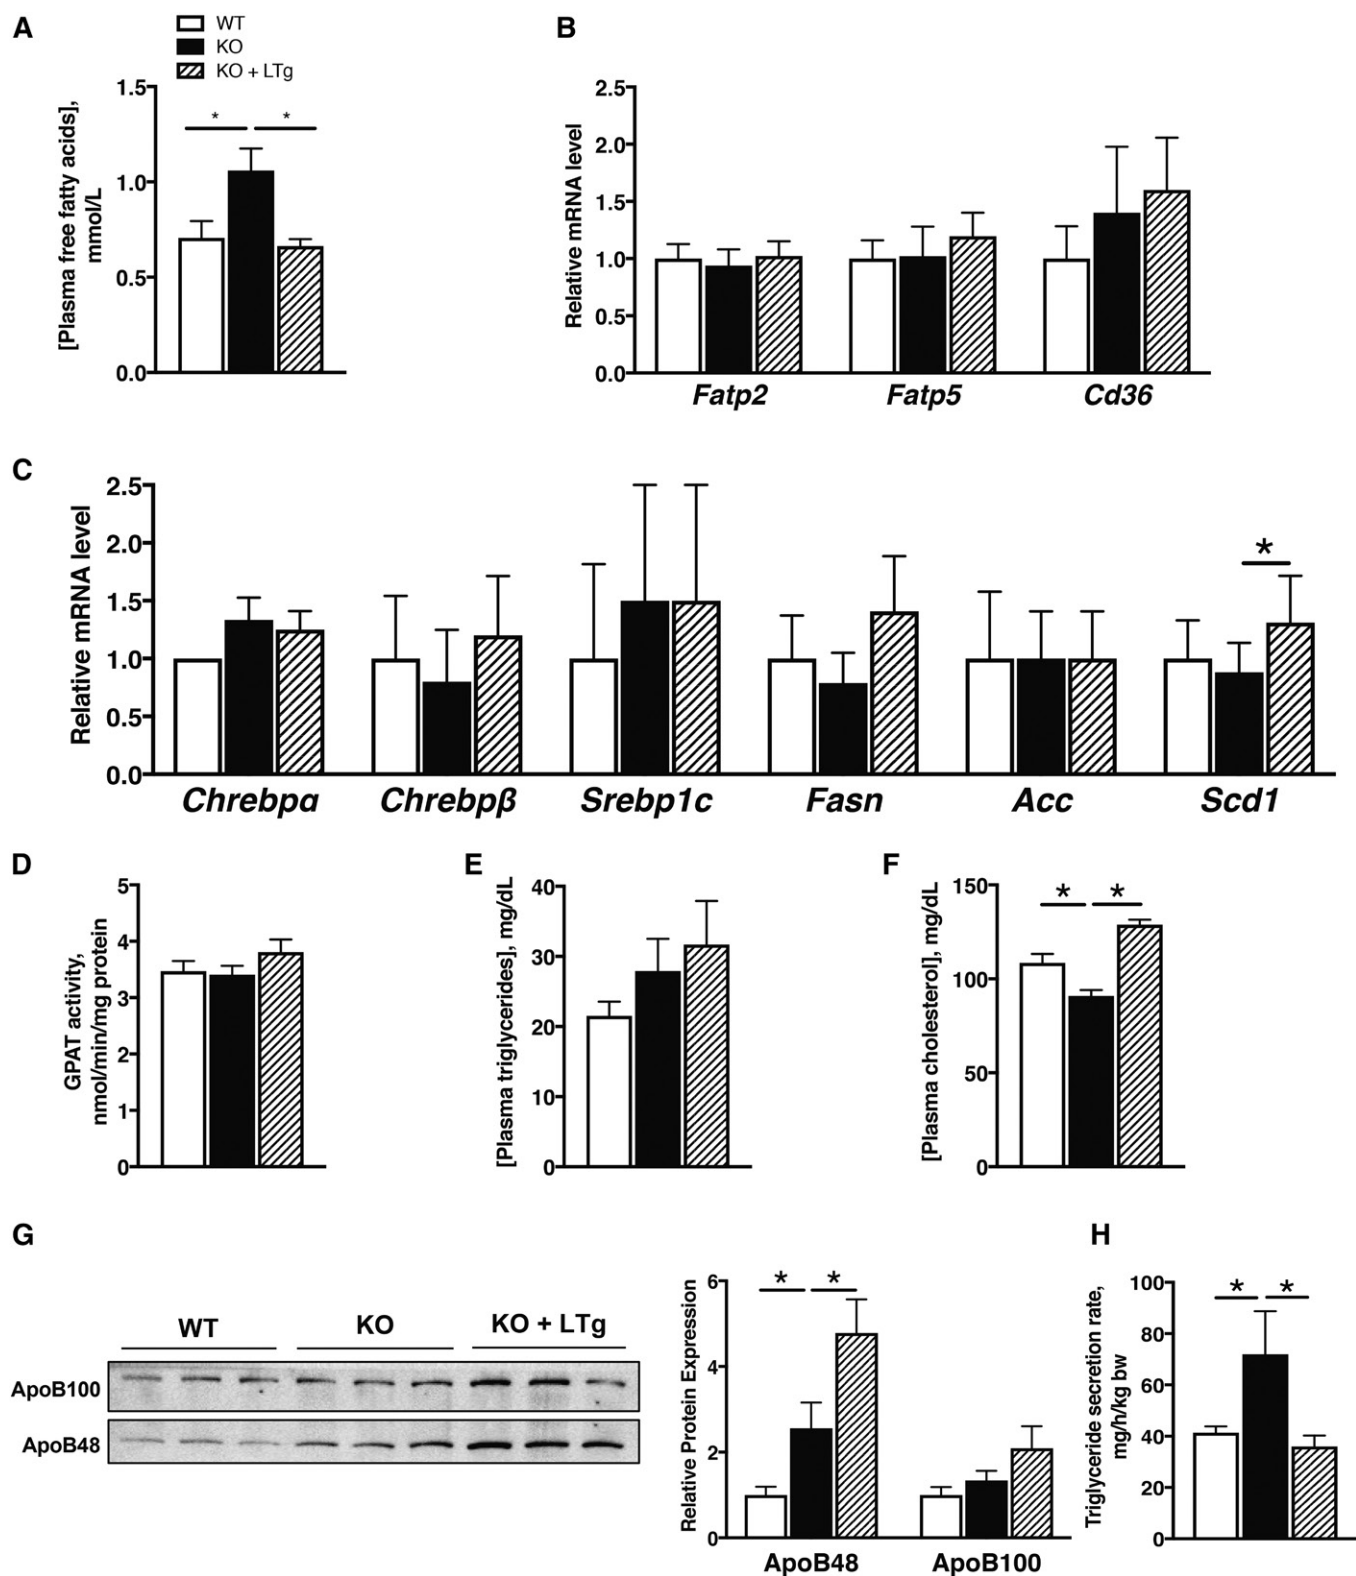 A
WT
KO
KO + LTg
[Plasma free fatty acids],
mmol/L
1.5
1.0
0.5
0.0
* *
B
Relative mRNA level
2.5
2.0
1.5
1.0
0.5
0.0
Fatp2 Fatp5 Cd36
C
Relative mRNA level
2.5
2.0
1.5
1.0
0.5
0.0
*
Chrebpα Chrebpβ Srebp1c Fasn Acc Scd1
D
GPAT activity,
nmol/min/mg protein
5
4
3
2
1
0
E
[Plasma triglycerides], mg/dL
40
30
20
10
0
F
[Plasma cholesterol], mg/dL
150
100
50
0
* *
G
WT KO KO + LTg
ApoB100
ApoB48
Relative Protein Expression
6
4
2
0
* *
ApoB48 ApoB100
H
Triglyceride secretion rate,
mg/h/kg bw
100
80
60
40
20
0
* *